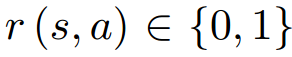 r (s, a) ∈ {0, 1}